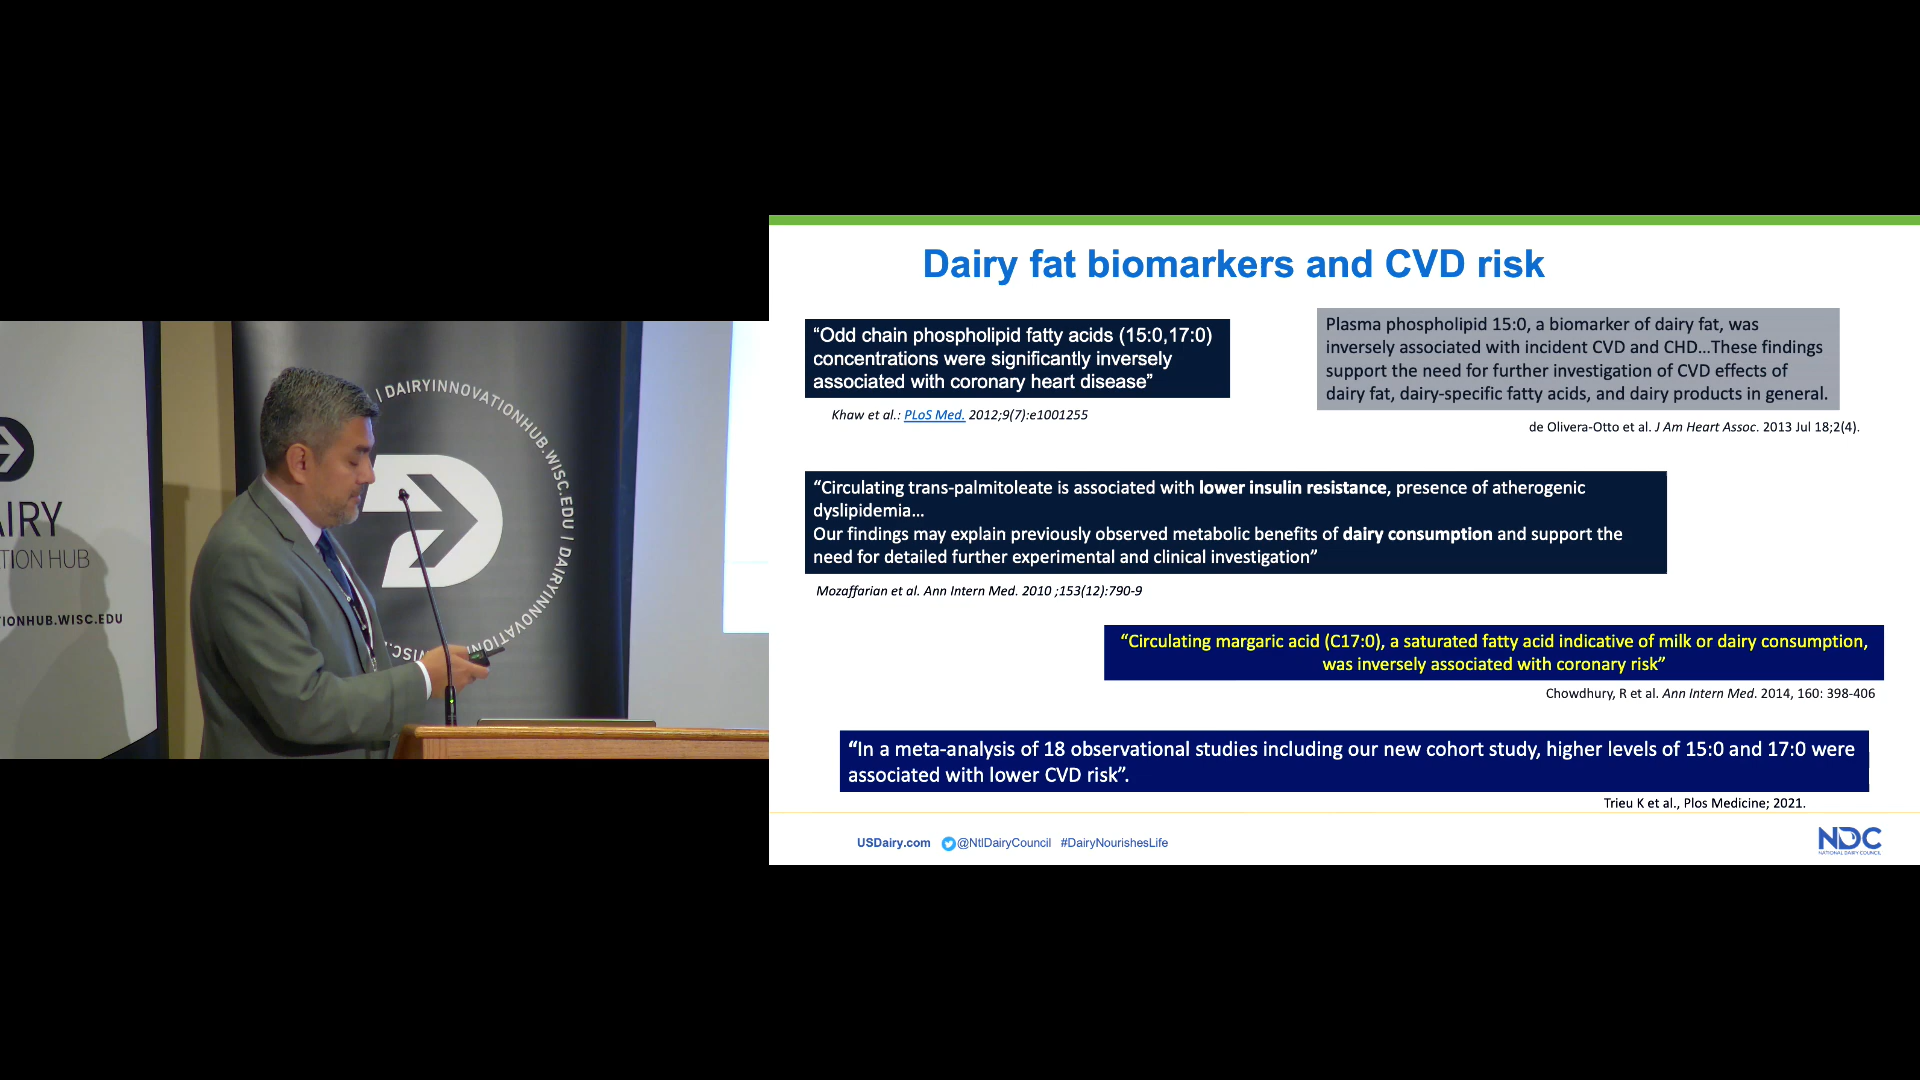 AIRY
TION HUB
TIONHUB.WISC.EDU
| DAIRYINNOVATIONHUB.WISC.EDU | DAIRYINNOVATION
WISC.
Dairy fat biomarkers and CVD risk
“Odd chain phospholipid fatty acids (15:0,17:0)
concentrations were significantly inversely
associated with coronary heart disease”
Khaw et al.: PLoS Med. 2012;9(7):e1001255
Plasma phospholipid 15:0, a biomarker of dairy fat, was
inversely associated with incident CVD and CHD…These findings
support the need for further investigation of CVD effects of
dairy fat, dairy-specific fatty acids, and dairy products in general.
de Olivera-Otto et al. J Am Heart Assoc. 2013 Jul 18;2(4).
“Circulating trans-palmitoleate is associated with lower insulin resistance, presence of atherogenic
dyslipidemia…
Our findings may explain previously observed metabolic benefits of dairy consumption and support the
need for detailed further experimental and clinical investigation”
Mozaffarian et al. Ann Intern Med. 2010 ;153(12):790-9
“Circulating margaric acid (C17:0), a saturated fatty acid indicative of milk or dairy consumption,
was inversely associated with coronary risk”
Chowdhury, R et al. Ann Intern Med. 2014, 160: 398-406
“In a meta-analysis of 18 observational studies including our new cohort study, higher levels of 15:0 and 17:0 were
associated with lower CVD risk”.
Trieu K et al., Plos Medicine; 2021.
USDairy.com @NtlDairyCouncil #DairyNourishesLife
NDC
NATIONAL DAIRY COUNCIL